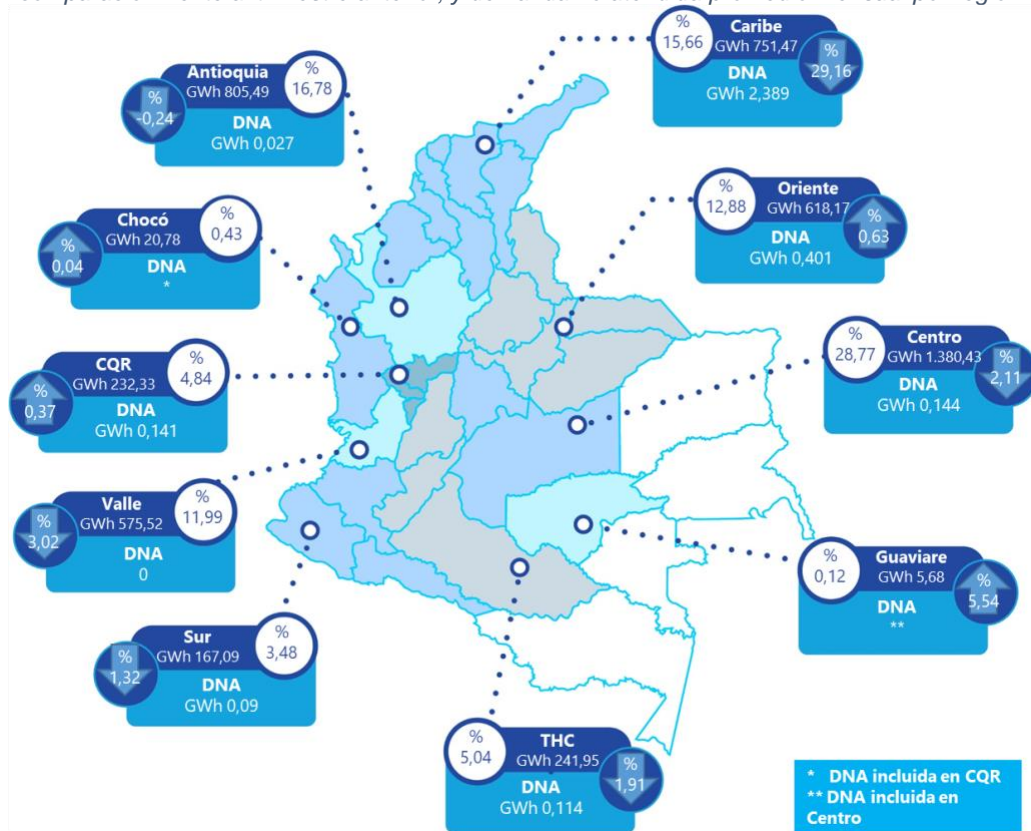 Caribe
%
15,66
GWh 751,47
%
29,16
DNA
GWh 2,389
Antioquia
%
16,78
GWh 805,49
%
-0,24
DNA
GWh 0,027
Oriente
%
12,88
GWh 618,17
%
0,63
DNA
GWh 0,401
Chocó
%
0,43
GWh 20,78
%
0,04
DNA
*
Centro
%
28,77
GWh 1.380,43
%
2,11
DNA
GWh 0,144
CQR
%
4,84
GWh 232,33
%
0,37
DNA
GWh 0,141
Valle
%
11,99
GWh 575,52
%
3,02
DNA
0
Guaviare
%
0,12
GWh 5,68
%
5,54
DNA
**
Sur
%
3,48
GWh 167,09
%
1,32
DNA
GWh 0,09
THC
%
5,04
GWh 241,95
%
1,91
DNA
GWh 0,114
* DNA incluida en CQR
** DNA incluida en
Centro